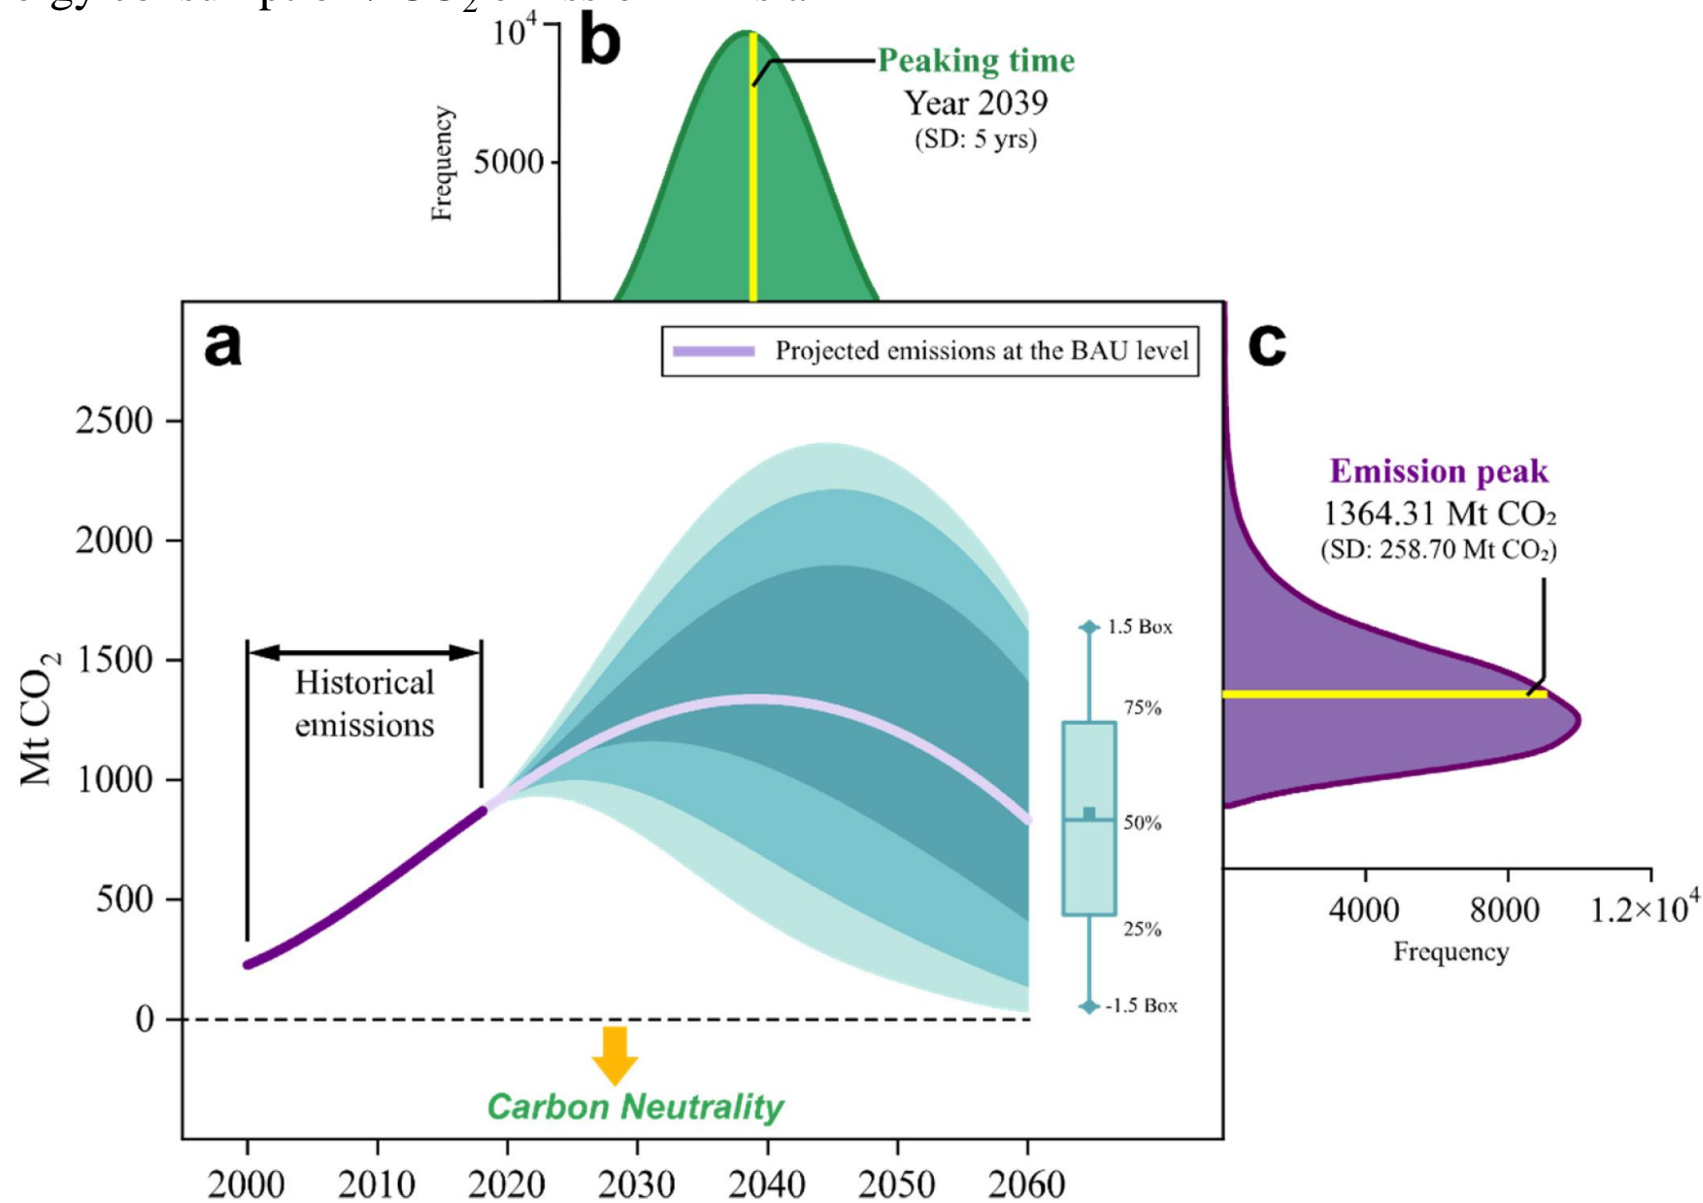 b
10⁴
5000
Frequency
Peaking time
Year 2039
(SD: 5 yrs)
a
Projected emissions at the BAU level
c
2500
2000
1500
1000
500
0
Mt CO₂
Historical
emissions
1.5 Box
75%
50%
25%
-1.5 Box
Emission peak
1364.31 Mt CO₂
(SD: 258.70 Mt CO₂)
4000 8000 1.2×10⁴
Frequency
Carbon Neutrality
2000 2010 2020 2030 2040 2050 2060